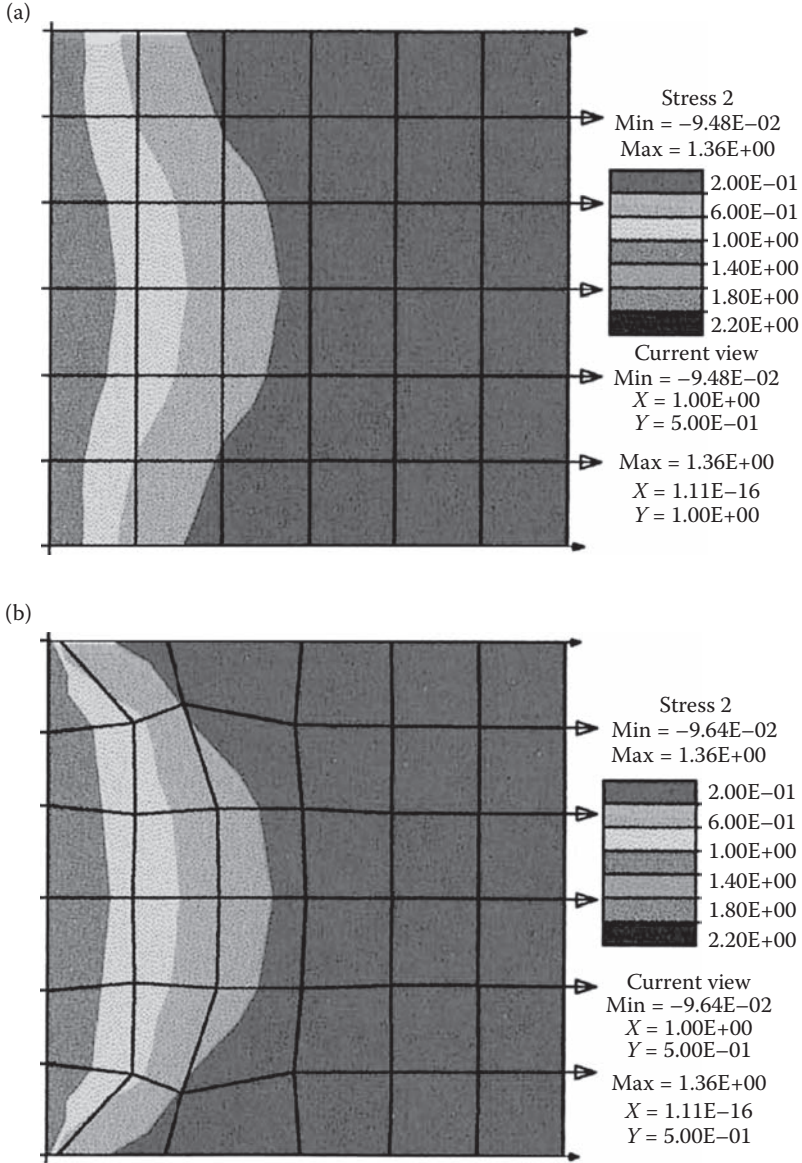 (a)
Stress 2
Min = −9.48E−02
Max = 1.36E+00
2.00E−01
6.00E−01
1.00E+00
1.40E+00
1.80E+00
2.20E+00
Current view
Min = −9.48E−02
X = 1.00E+00
Y = 5.00E−01
Max = 1.36E+00
X = 1.11E−16
Y = 1.00E+00
(b)
Stress 2
Min = −9.64E−02
Max = 1.36E+00
2.00E−01
6.00E−01
1.00E+00
1.40E+00
1.80E+00
2.20E+00
Current view
Min = −9.64E−02
X = 1.00E+00
Y = 5.00E−01
Max = 1.36E+00
X = 1.11E−16
Y = 5.00E−01